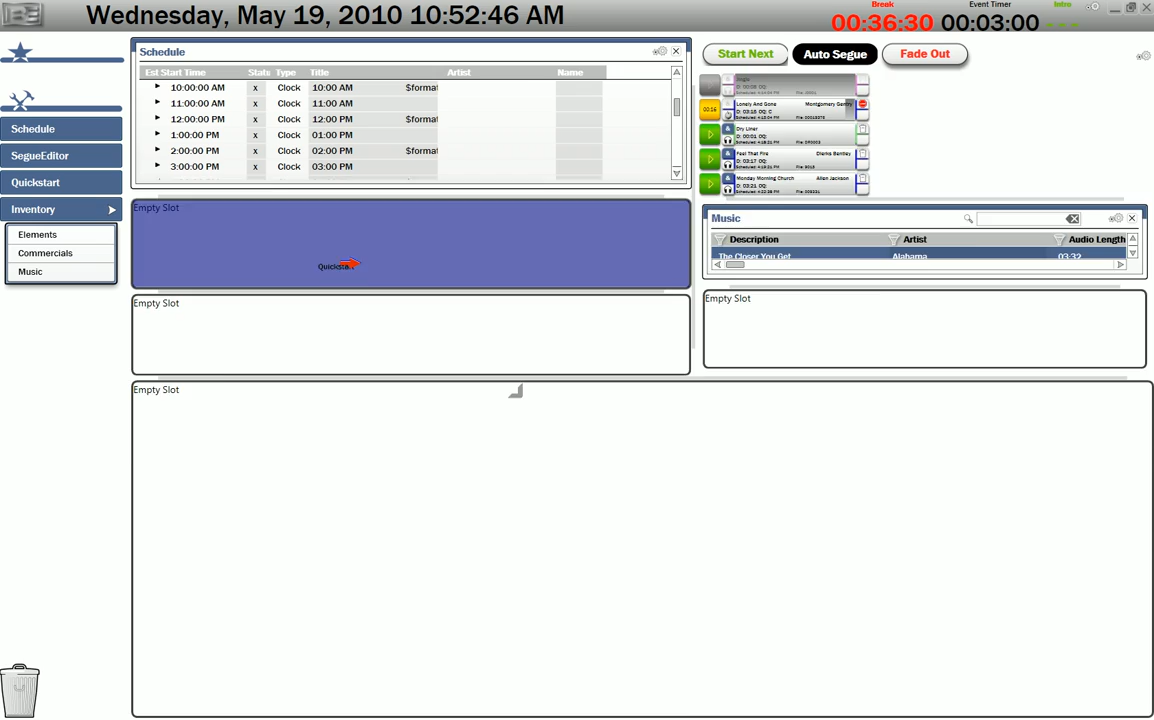 Wednesday, May 19, 2010 10:52:46 AM
Break
00:36:30
Event Timer
00:03:00
Intro
Schedule
SegueEditor
Quickstart
Inventory
Elements
Commercials
Music
Schedule
Est Start Time Statu Type Title Artist Name
10:00:00 AM x Clock 10:00 AM $format
11:00:00 AM x Clock 11:00 AM
12:00:00 PM x Clock 12:00 PM $format
1:00:00 PM x Clock 01:00 PM
2:00:00 PM x Clock 02:00 PM $format
3:00:00 PM x Clock 03:00 PM
Empty Slot
Quickstart
Empty Slot
Empty Slot
Start Next
Auto Segue
Fade Out
00:16
Lonely And Gone Montgomery Gentry
Dry Liner
Feel That Fire Dierks Bentley
Monday Morning Church Allen Jackson
Music
Description Artist Audio Length
The Closer You Get Alabama 03:32
Empty Slot